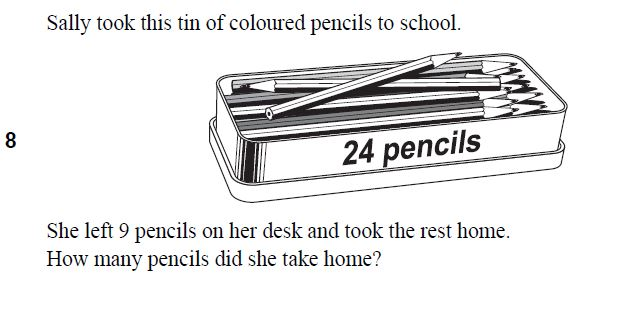 Sally took this tin of coloured pencils to school.
8
24 pencils
She left 9 pencils on her desk and took the rest home.
How many pencils did she take home?